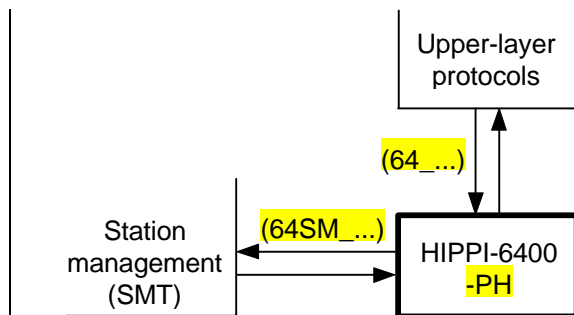 Upper-layer
protocols
(64_...)
(64SM_...)
Station
management
(SMT)
HIPPI-6400
-PH